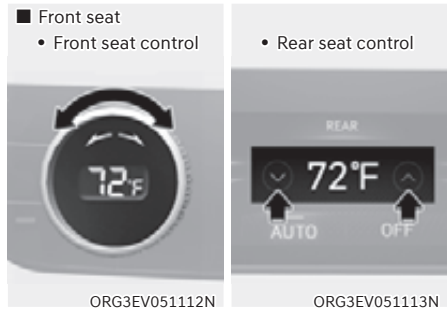 ■ Front seat
• Front seat control
• Rear seat control
72°F
REAR
72°F
AUTO
OFF
ORG3EV051112N
ORG3EV051113N